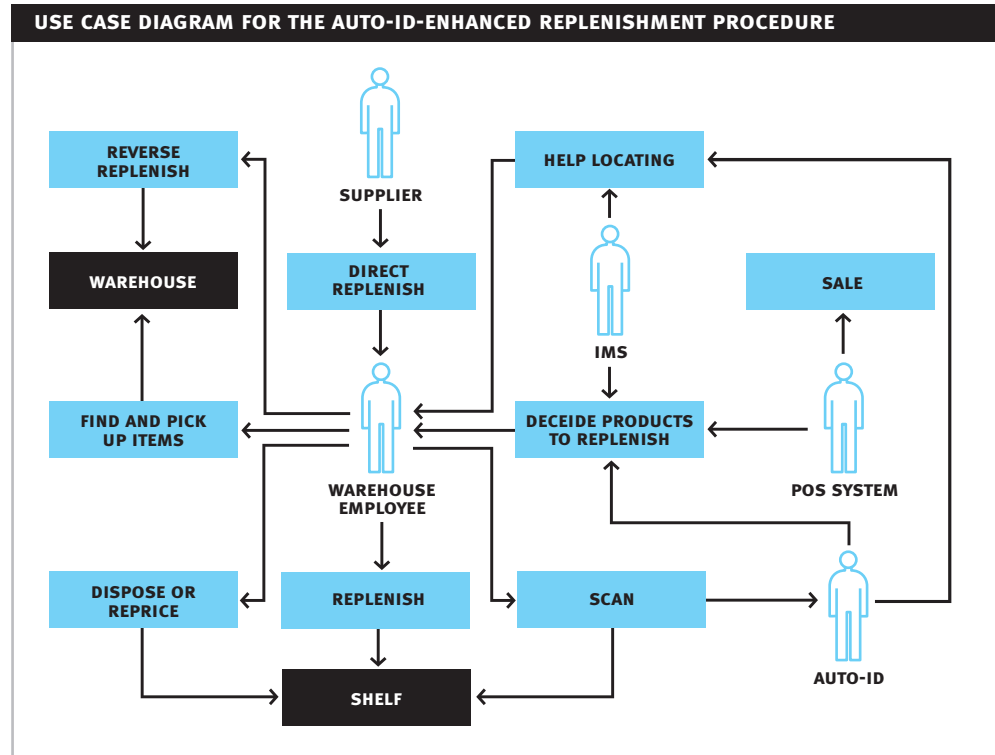 USE CASE DIAGRAM FOR THE AUTO-ID-ENHANCED REPLENISHMENT PROCEDURE
REVERSE
REPLENISH
SUPPLIER
HELP LOCATING
WAREHOUSE
DIRECT
REPLENISH
IMS
SALE
FIND AND PICK
UP ITEMS
WAREHOUSE
EMPLOYEE
DECEIDE PRODUCTS
TO REPLENISH
POS SYSTEM
DISPOSE OR
REPRICE
REPLENISH
SCAN
AUTO-ID
SHELF